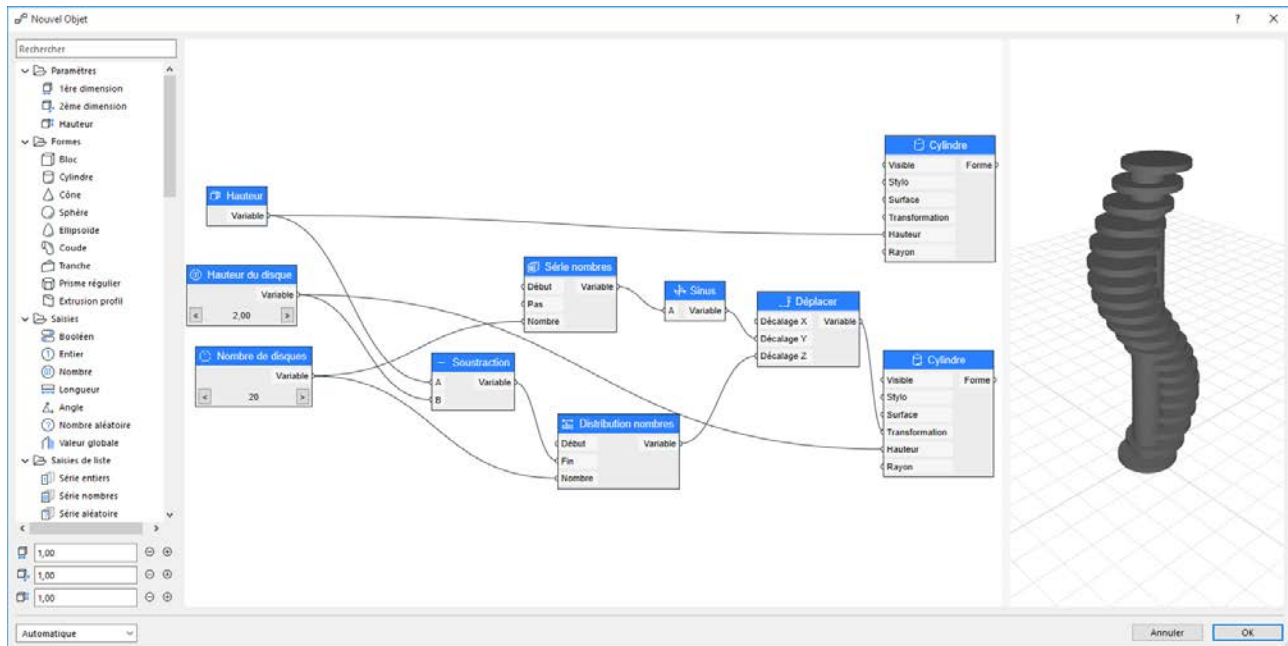 Nouvel Objet
?
X
Rechercher
Paramètres
1ère dimension
2ème dimension
Hauteur
Formes
Bloc
Cylindre
Cône
Sphère
Ellipsoïde
Coude
Tranche
Prisme régulier
Extrusion profil
Saisies
Booléen
Entier
Nombre
Longueur
Angle
Nombre aléatoire
Valeur globale
Saisies de liste
Série entiers
Série nombres
Série aléatoire
1,00
1,00
1,00
Automatique
Hauteur
Variable
Hauteur du disque
Variable
< 2,00 >
Nombre de disques
Variable
< 20 >
Soustraction
A Variable
B
Série nombres
Début Variable
Pas
Nombre
Distribution nombres
Début Variable
Fin
Nombre
Sinus
A Variable
Déplacer
Décalage X Variable
Décalage Y
Décalage Z
Cylindre
Visible Forme
Stylo
Surface
Transformation
Hauteur
Rayon
Cylindre
Visible Forme
Stylo
Surface
Transformation
Hauteur
Rayon
Annuler
OK